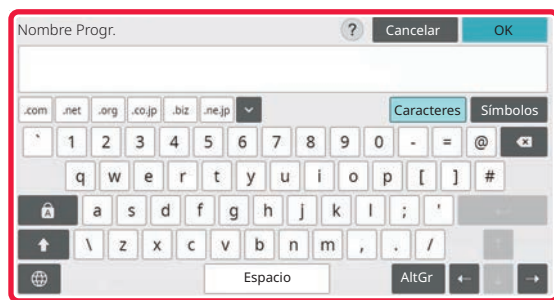 Nombre Progr. ? Cancelar OK
.com .net .org .co.jp .biz .ne.jp Caracteres Símbolos
` 1 2 3 4 5 6 7 8 9 0 - = @
q w e r t y u i o p [ ] #
A a s d f g h j k l ; '
\ z x c v b n m , . /
Espacio AltGr